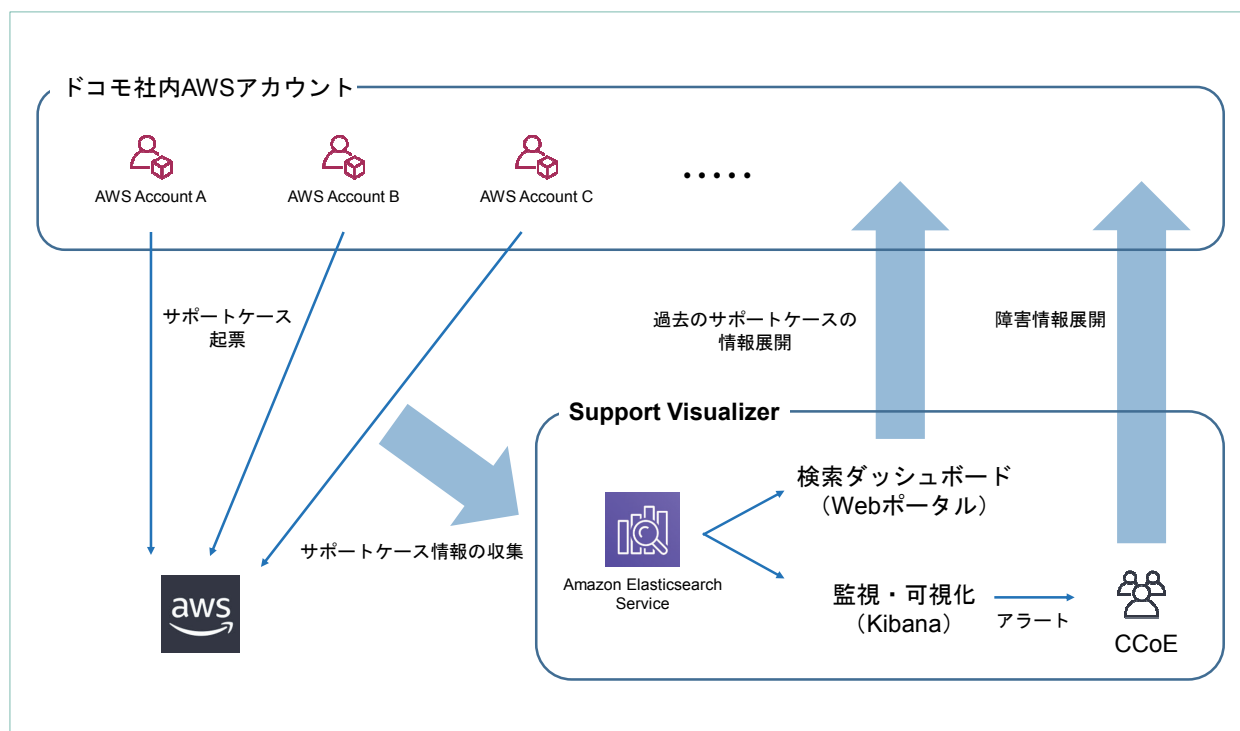 ドコモ社内AWSアカウント
AWS Account A
AWS Account B
AWS Account C
・・・・・
サポートケース
起票
過去のサポートケースの
情報展開
障害情報展開
サポートケース情報の収集
Support Visualizer
検索ダッシュボード
（Webポータル）
Amazon Elasticsearch
Service
監視・可視化
（Kibana）
アラート
CCoE
aws